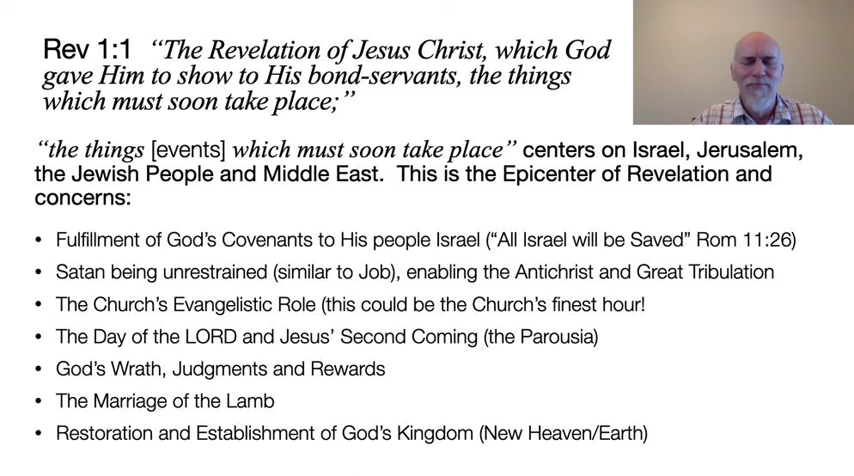 Rev 1:1 “The Revelation of Jesus Christ, which God
gave Him to show to His bond-servants, the things
which must soon take place;”
“the things [events] which must soon take place” centers on Israel, Jerusalem,
the Jewish People and Middle East. This is the Epicenter of Revelation and
concerns:
• Fulfillment of God’s Covenants to His people Israel (“All Israel will be Saved” Rom 11:26)
• Satan being unrestrained (similar to Job), enabling the Antichrist and Great Tribulation
• The Church’s Evangelistic Role (this could be the Church’s finest hour!
• The Day of the LORD and Jesus’ Second Coming (the Parousia)
• God’s Wrath, Judgments and Rewards
• The Marriage of the Lamb
• Restoration and Establishment of God’s Kingdom (New Heaven/Earth)